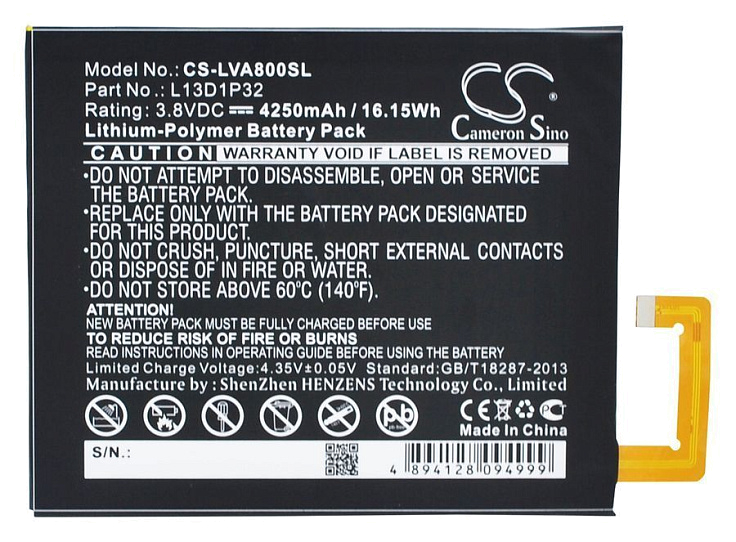 Model No.: CS-LVA800SL
Part No.: L13D1P32
Rating: 3.8VDC 4250mAh / 16.15Wh
Lithium-Polymer Battery Pack
CS®
Cameron Sino
CAUTION WARRANTY VOID IF LABEL IS REMOVED
•DO NOT ATTEMPT TO DISASSEMBLE, OPEN OR SERVICE
THE BATTERY PACK.
•REPLACE ONLY WITH THE BATTERY PACK DESIGNATED
FOR THIS PRODUCT.
•DO NOT CRUSH, PUNCTURE, SHORT EXTERNAL CONTACTS
OR DISPOSE OF IN FIRE OR WATER.
•DO NOT STORE ABOVE 60°C (140°F).
ATTENTION!
NEW BATTERY PACK MUST BE FULLY CHARGED BEFORE USE
TO REDUCE RISK OF FIRE OR BURNS
READ INSTRUCTIONS IN OPERATING GUIDE BEFORE USING
Limited Charge Voltage: 4.35V±0.05V Standard:GB/T18287-2013
Manufacture by : ShenZhen HENZENS Technology Co., Limited
Pb
CE
Made In China
S/N.:
4 894128 094999